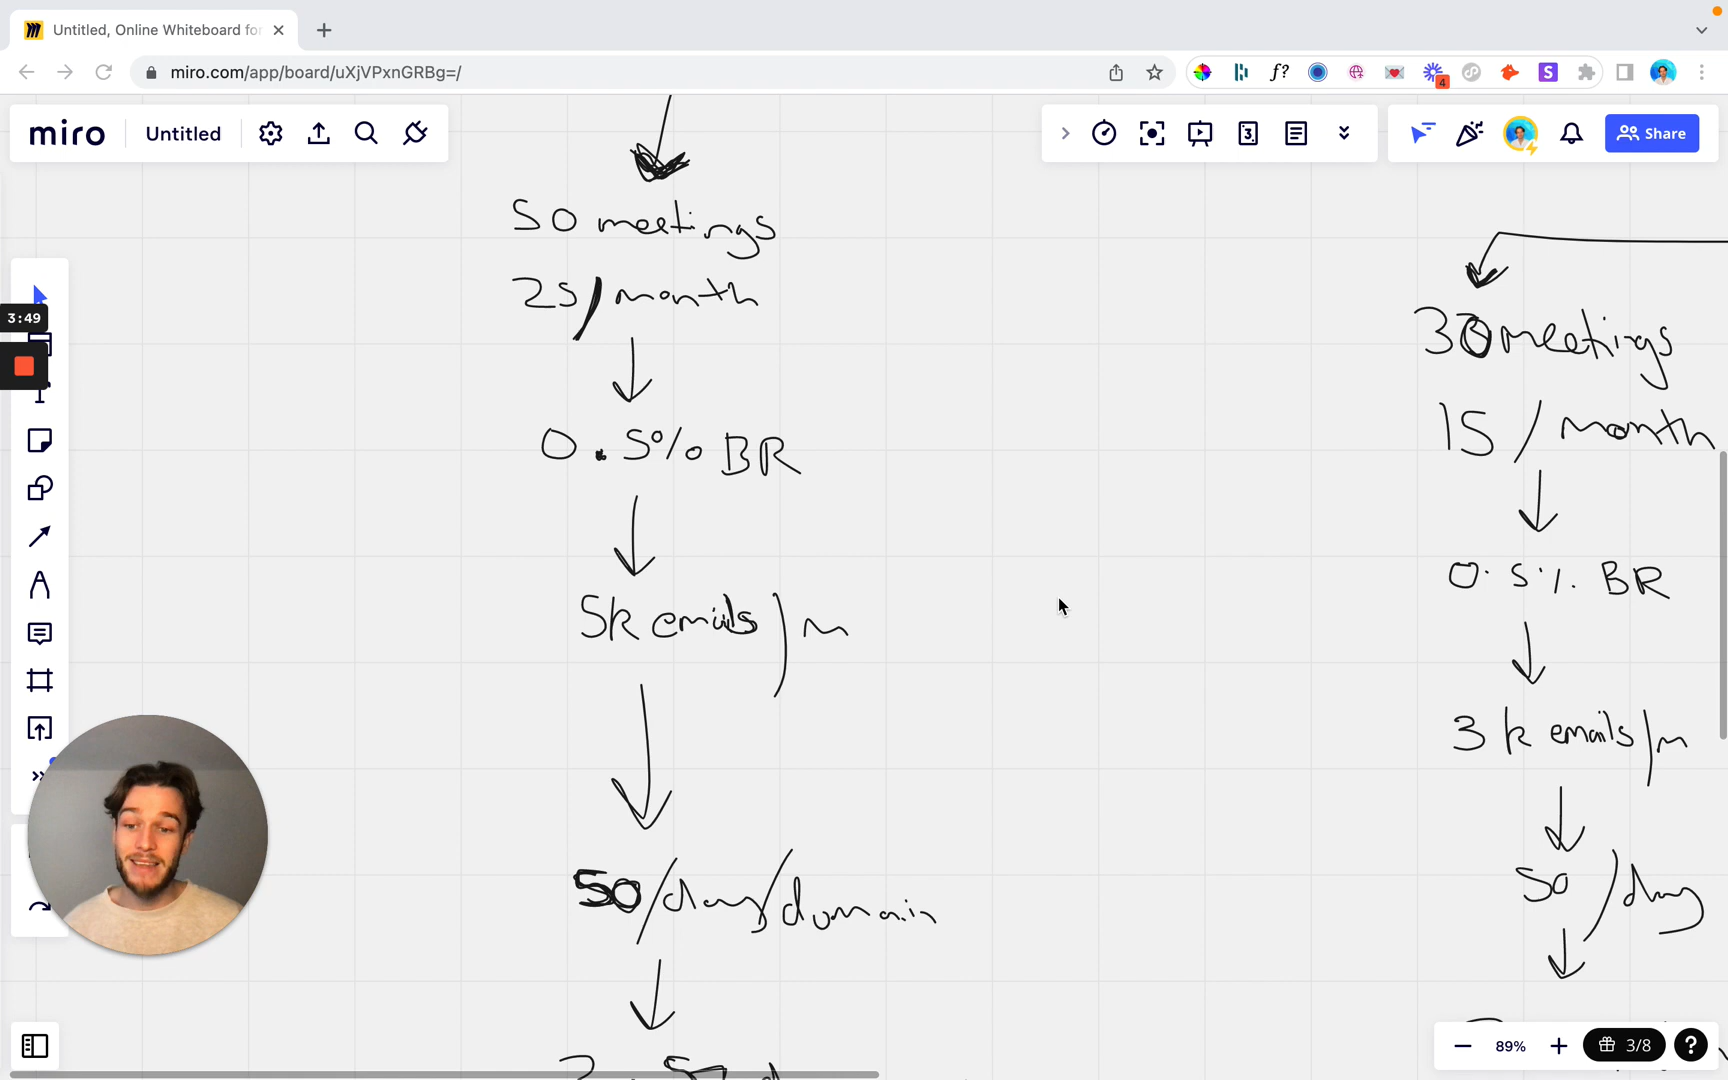 Untitled, Online Whiteboard for
miro.com/app/board/uXjVPxnGRBg=/
f?
4
S
miro
Untitled
3
Share
3:49
50 meetings
25/month
0.5% BR
5k emails/m
50/day/domain
30 meetings
15/month
0.5% BR
3k emails/m
50/day
89%
3/8
?